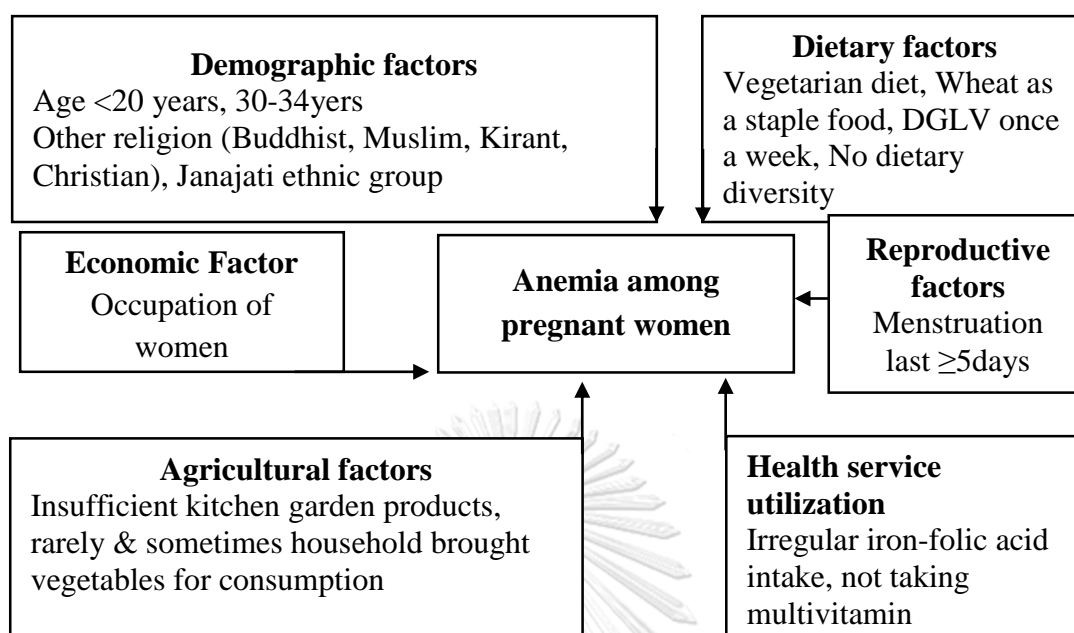 Demographic factors
Age <20 years, 30-34yers
Other religion (Buddhist, Muslim, Kirant,
Christian), Janajati ethnic group
Dietary factors
Vegetarian diet, Wheat as
a staple food, DGLV once
a week, No dietary
diversity
Economic Factor
Occupation of
women
Anemia among
pregnant women
Reproductive
factors
Menstruation
last ≥5days
Agricultural factors
Insufficient kitchen garden products,
rarely & sometimes household brought
vegetables for consumption
Health service
utilization
Irregular iron-folic acid
intake, not taking
multivitamin